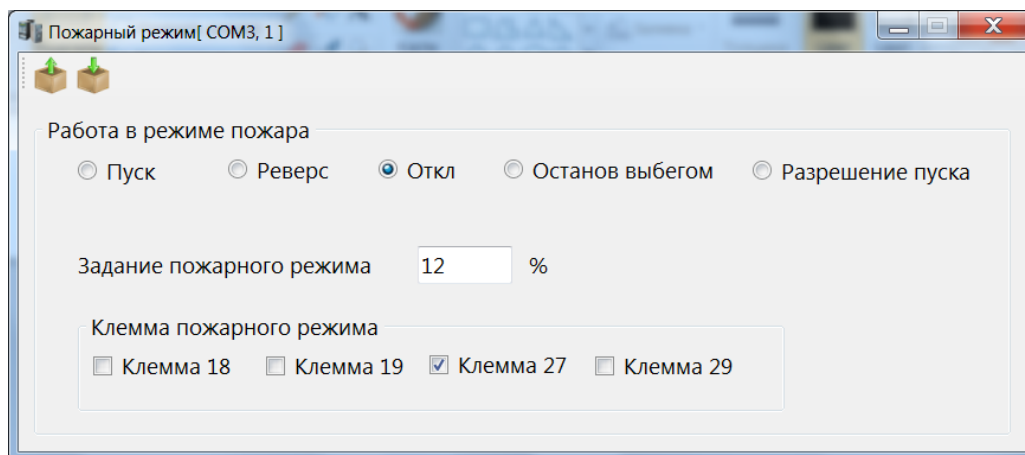 Пожарный режим[ COM3, 1 ]
Работа в режиме пожара
Пуск Реверс Откл Останов выбегом Разрешение пуска
Задание пожарного режима 12 %
Клемма пожарного режима
Клемма 18 Клемма 19 Клемма 27 Клемма 29